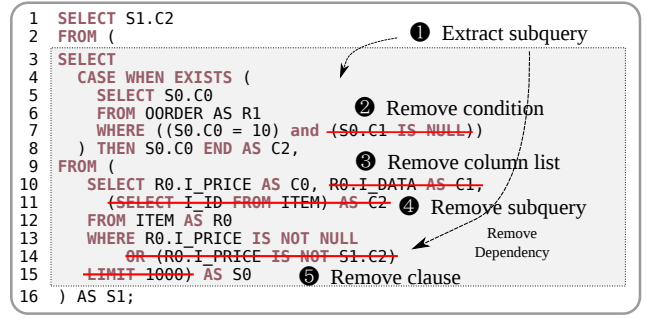 1 SELECT S1.C2
2 FROM (
❶ Extract subquery
3 SELECT
4 CASE WHEN EXISTS (
5 SELECT S0.C0
6 FROM OORDER AS R1
❷ Remove condition
7 WHERE ((S0.C0 = 10) and (S0.C1 IS NULL))
8 ) THEN S0.C0 END AS C2,
9 FROM (
❸ Remove column list
10 SELECT R0.I_PRICE AS C0, R0.I_DATA AS C1,
11 (SELECT I_ID FROM ITEM) AS C2
❹ Remove subquery
12 FROM ITEM AS R0
13 WHERE R0.I_PRICE IS NOT NULL
Remove
Dependency
14 OR (R0.I_PRICE IS NOT S1.C2)
15 LIMIT 1000) AS S0
❺ Remove clause
16 ) AS S1;